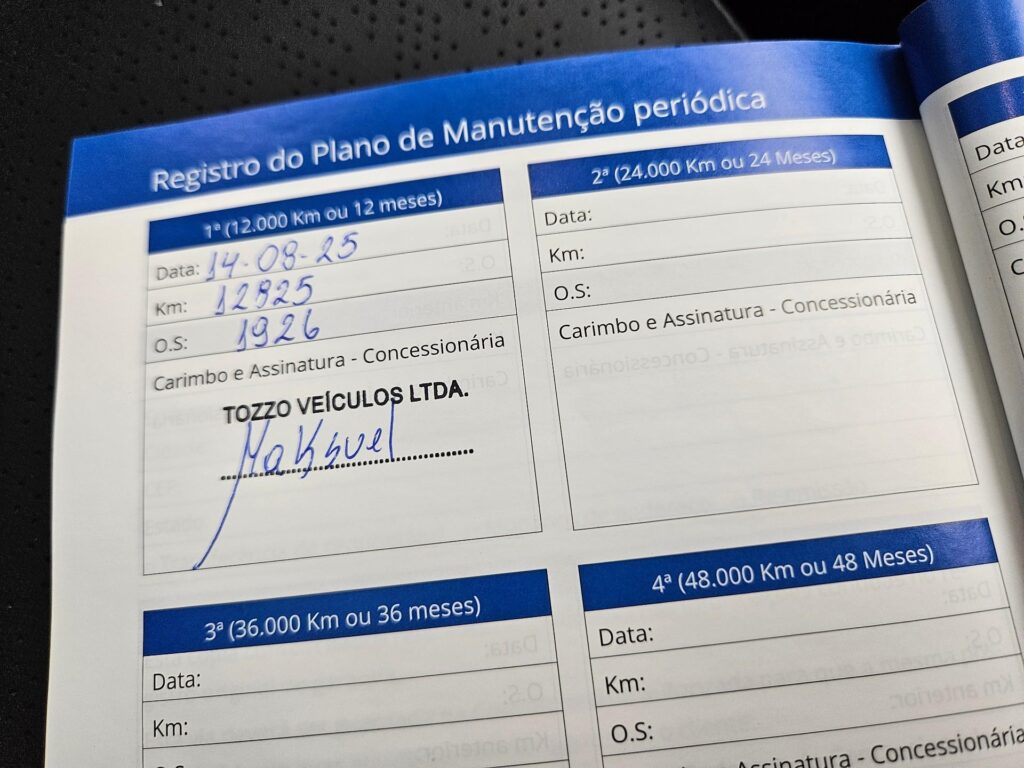 Registro do Plano de Manutenção periódica
1ª (12.000 Km ou 12 meses)
Data: 14-08-25
Km: 12825
O.S: 1926
Carimbo e Assinatura - Concessionária
TOZZO VEÍCULOS LTDA.
Maksuel
2ª (24.000 Km ou 24 Meses)
Data:
Km:
O.S:
Carimbo e Assinatura - Concessionária
3ª (36.000 Km ou 36 meses)
Data:
Km:
4ª (48.000 Km ou 48 Meses)
Data:
Km:
O.S:
Assinatura - Concessionária
Data
Km
O.